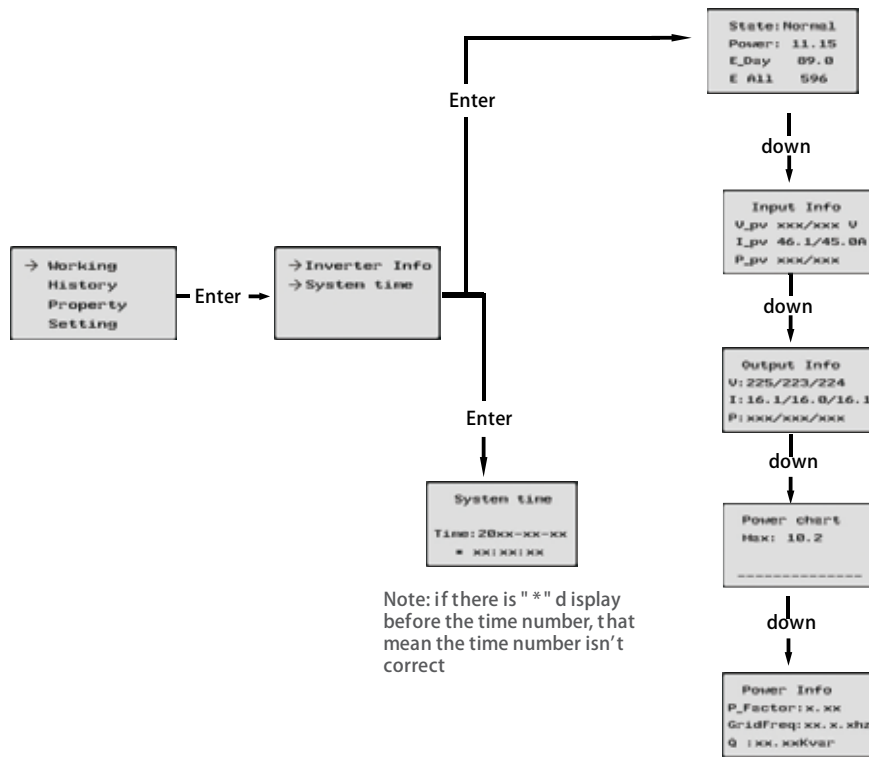 State:Normal
Power: 11.15
E_Day 89.0
E All 596
Enter
down
Input Info
V_pv xxx/xxx V
I_pv 46.1/45.0A
P_pv xxx/xxx
→ Working
History
Property
Setting
Enter
→Inverter Info
→System time
down
Output Info
V:225/223/224
I:16.1/16.0/16.1
P:xxx/xxx/xxx
Enter
down
System time
Time:20xx-xx-xx
* xx:xx:xx
Power chart
Max: 10.2
--------------
Note: if there is " *" d isplay
before the time number, that
mean the time number isn't
correct
down
Power Info
P_Factor:x.xx
GridFreq:xx.x.xhz
Q :xx.xxKvar